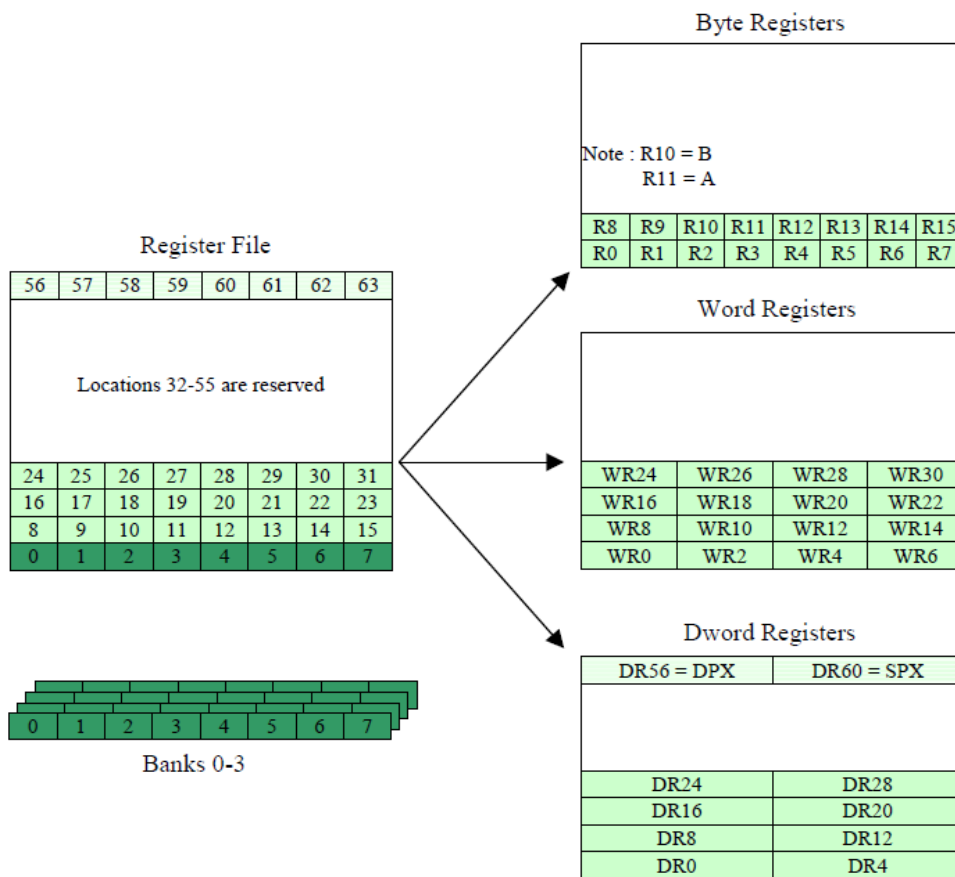 Register File
56 57 58 59 60 61 62 63
Locations 32-55 are reserved
24 25 26 27 28 29 30 31
16 17 18 19 20 21 22 23
8 9 10 11 12 13 14 15
0 1 2 3 4 5 6 7
0 1 2 3 4 5 6 7
Banks 0-3
Byte Registers
Note : R10 = B
R11 = A
R8 R9 R10 R11 R12 R13 R14 R15
R0 R1 R2 R3 R4 R5 R6 R7
Word Registers
WR24 WR26 WR28 WR30
WR16 WR18 WR20 WR22
WR8 WR10 WR12 WR14
WR0 WR2 WR4 WR6
Dword Registers
DR56 = DPX DR60 = SPX
DR24 DR28
DR16 DR20
DR8 DR12
DR0 DR4